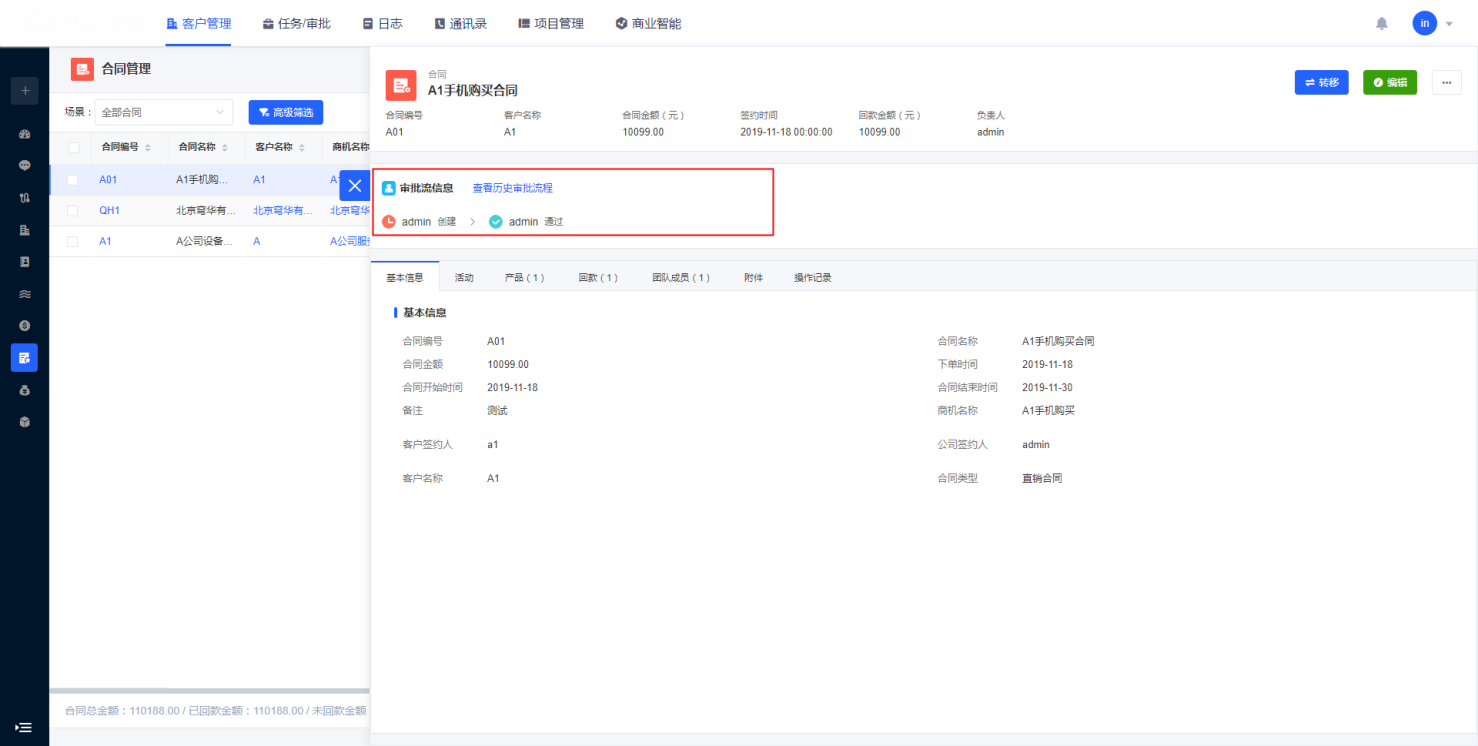 客户管理 任务/审批 日志 通讯录 项目管理 商业智能 in
合同管理
场景： 全部合同 高级筛选
合同编号 合同名称 客户名称 商机名称
A01 A1手机购... A1
QH1 北京穹华有... 北京穹华有... 北京穹华
A1 A公司设备... A A公司服务
合同总金额：110188.00 / 已回款金额：110188.00 / 未回款金额
合同
A1手机购买合同
转移 编辑 ...
合同编号 客户名称 合同金额（元） 签约时间 回款金额（元） 负责人
A01 A1 10099.00 2019-11-18 00:00:00 10099.00 admin
审批流信息 查看历史审批流程
admin 创建 > admin 通过
基本信息 活动 产品（1） 回款（1） 团队成员（1） 附件 操作记录
基本信息
合同编号 A01 合同名称 A1手机购买合同
合同金额 10099.00 下单时间 2019-11-18
合同开始时间 2019-11-18 合同结束时间 2019-11-30
备注 测试 商机名称 A1手机购买
客户签约人 a1 公司签约人 admin
客户名称 A1 合同类型 直销合同